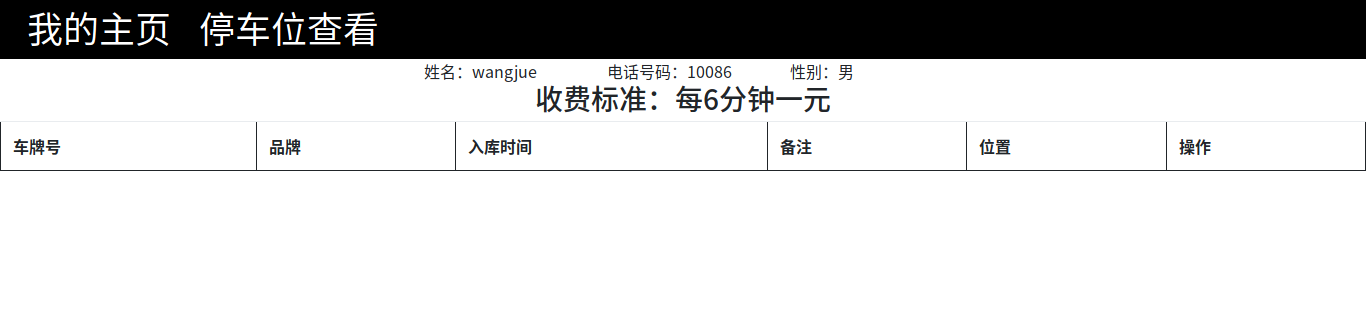 我的主页 停车位查看
姓名：wangjue 电话号码：10086 性别：男
收费标准：每6分钟一元
车牌号 品牌 入库时间 备注 位置 操作